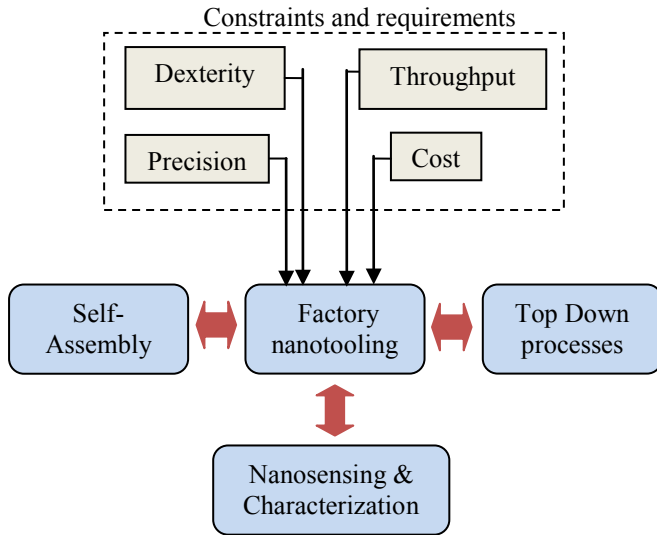 Constraints and requirements
Dexterity
Throughput
Precision
Cost
Self-
Assembly
Factory
nanotooling
Top Down
processes
Nanosensing &
Characterization